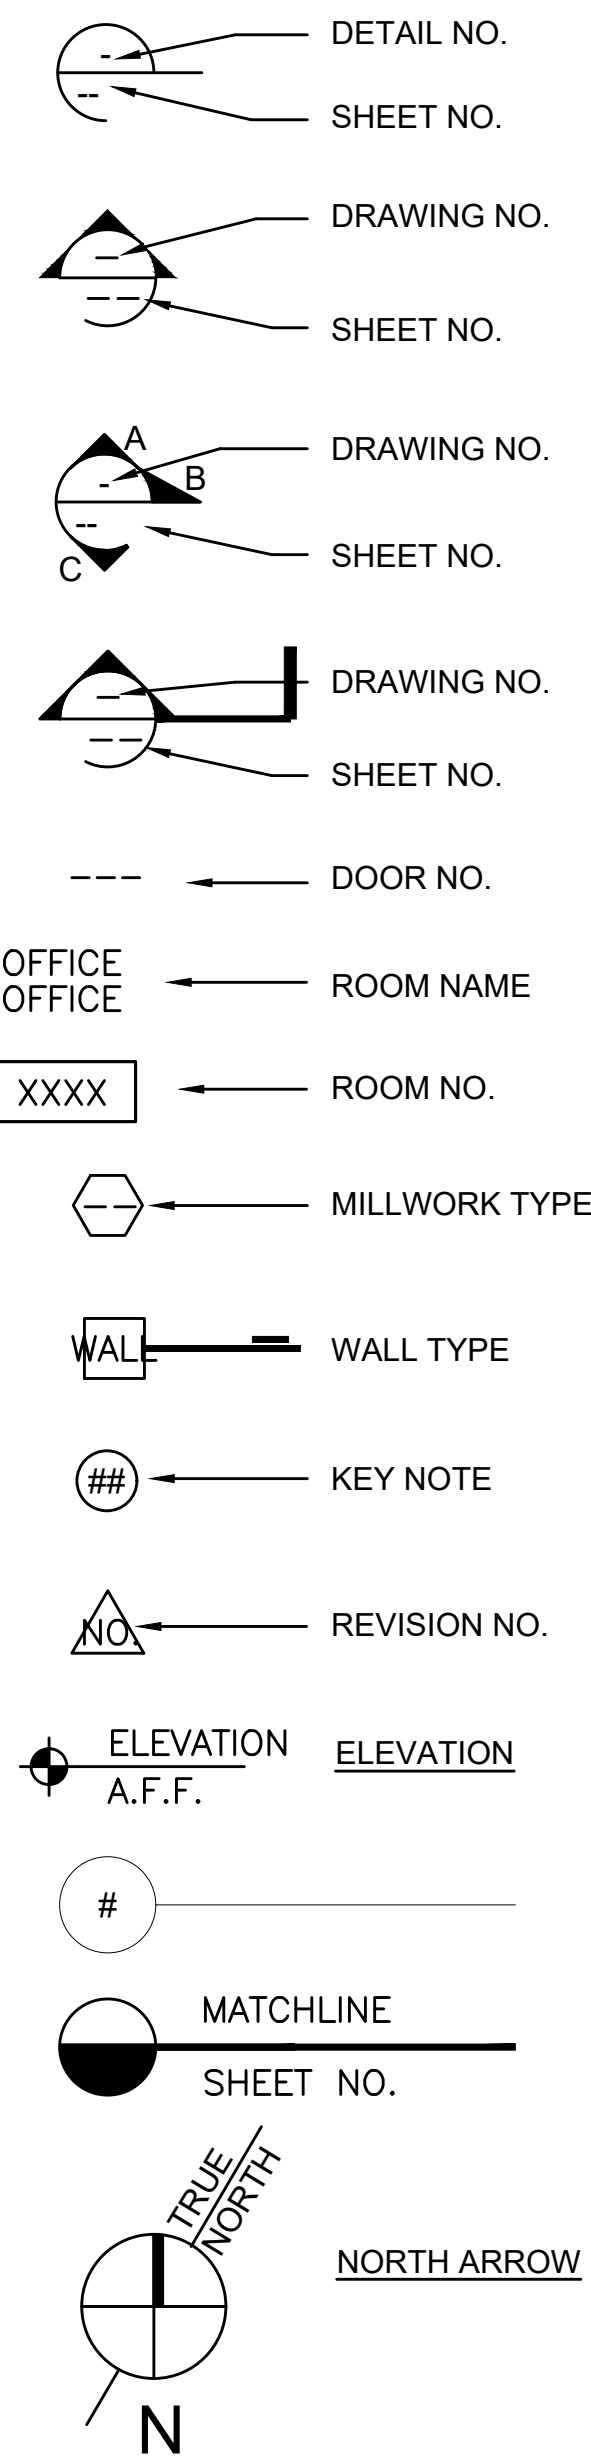 - DETAIL NO.
-- SHEET NO.
— DRAWING NO.
— — SHEET NO.
A
- DRAWING NO.
B
-- SHEET NO.
C
— DRAWING NO.
— — SHEET NO.
--- DOOR NO.
OFFICE
OFFICE
ROOM NAME
XXXX ROOM NO.
-- MILLWORK TYPE
WALL WALL TYPE
## KEY NOTE
NO. REVISION NO.
ELEVATION ELEVATION
A.F.F.
#
MATCHLINE
SHEET NO.
TRUE
NORTH
NORTH ARROW
N